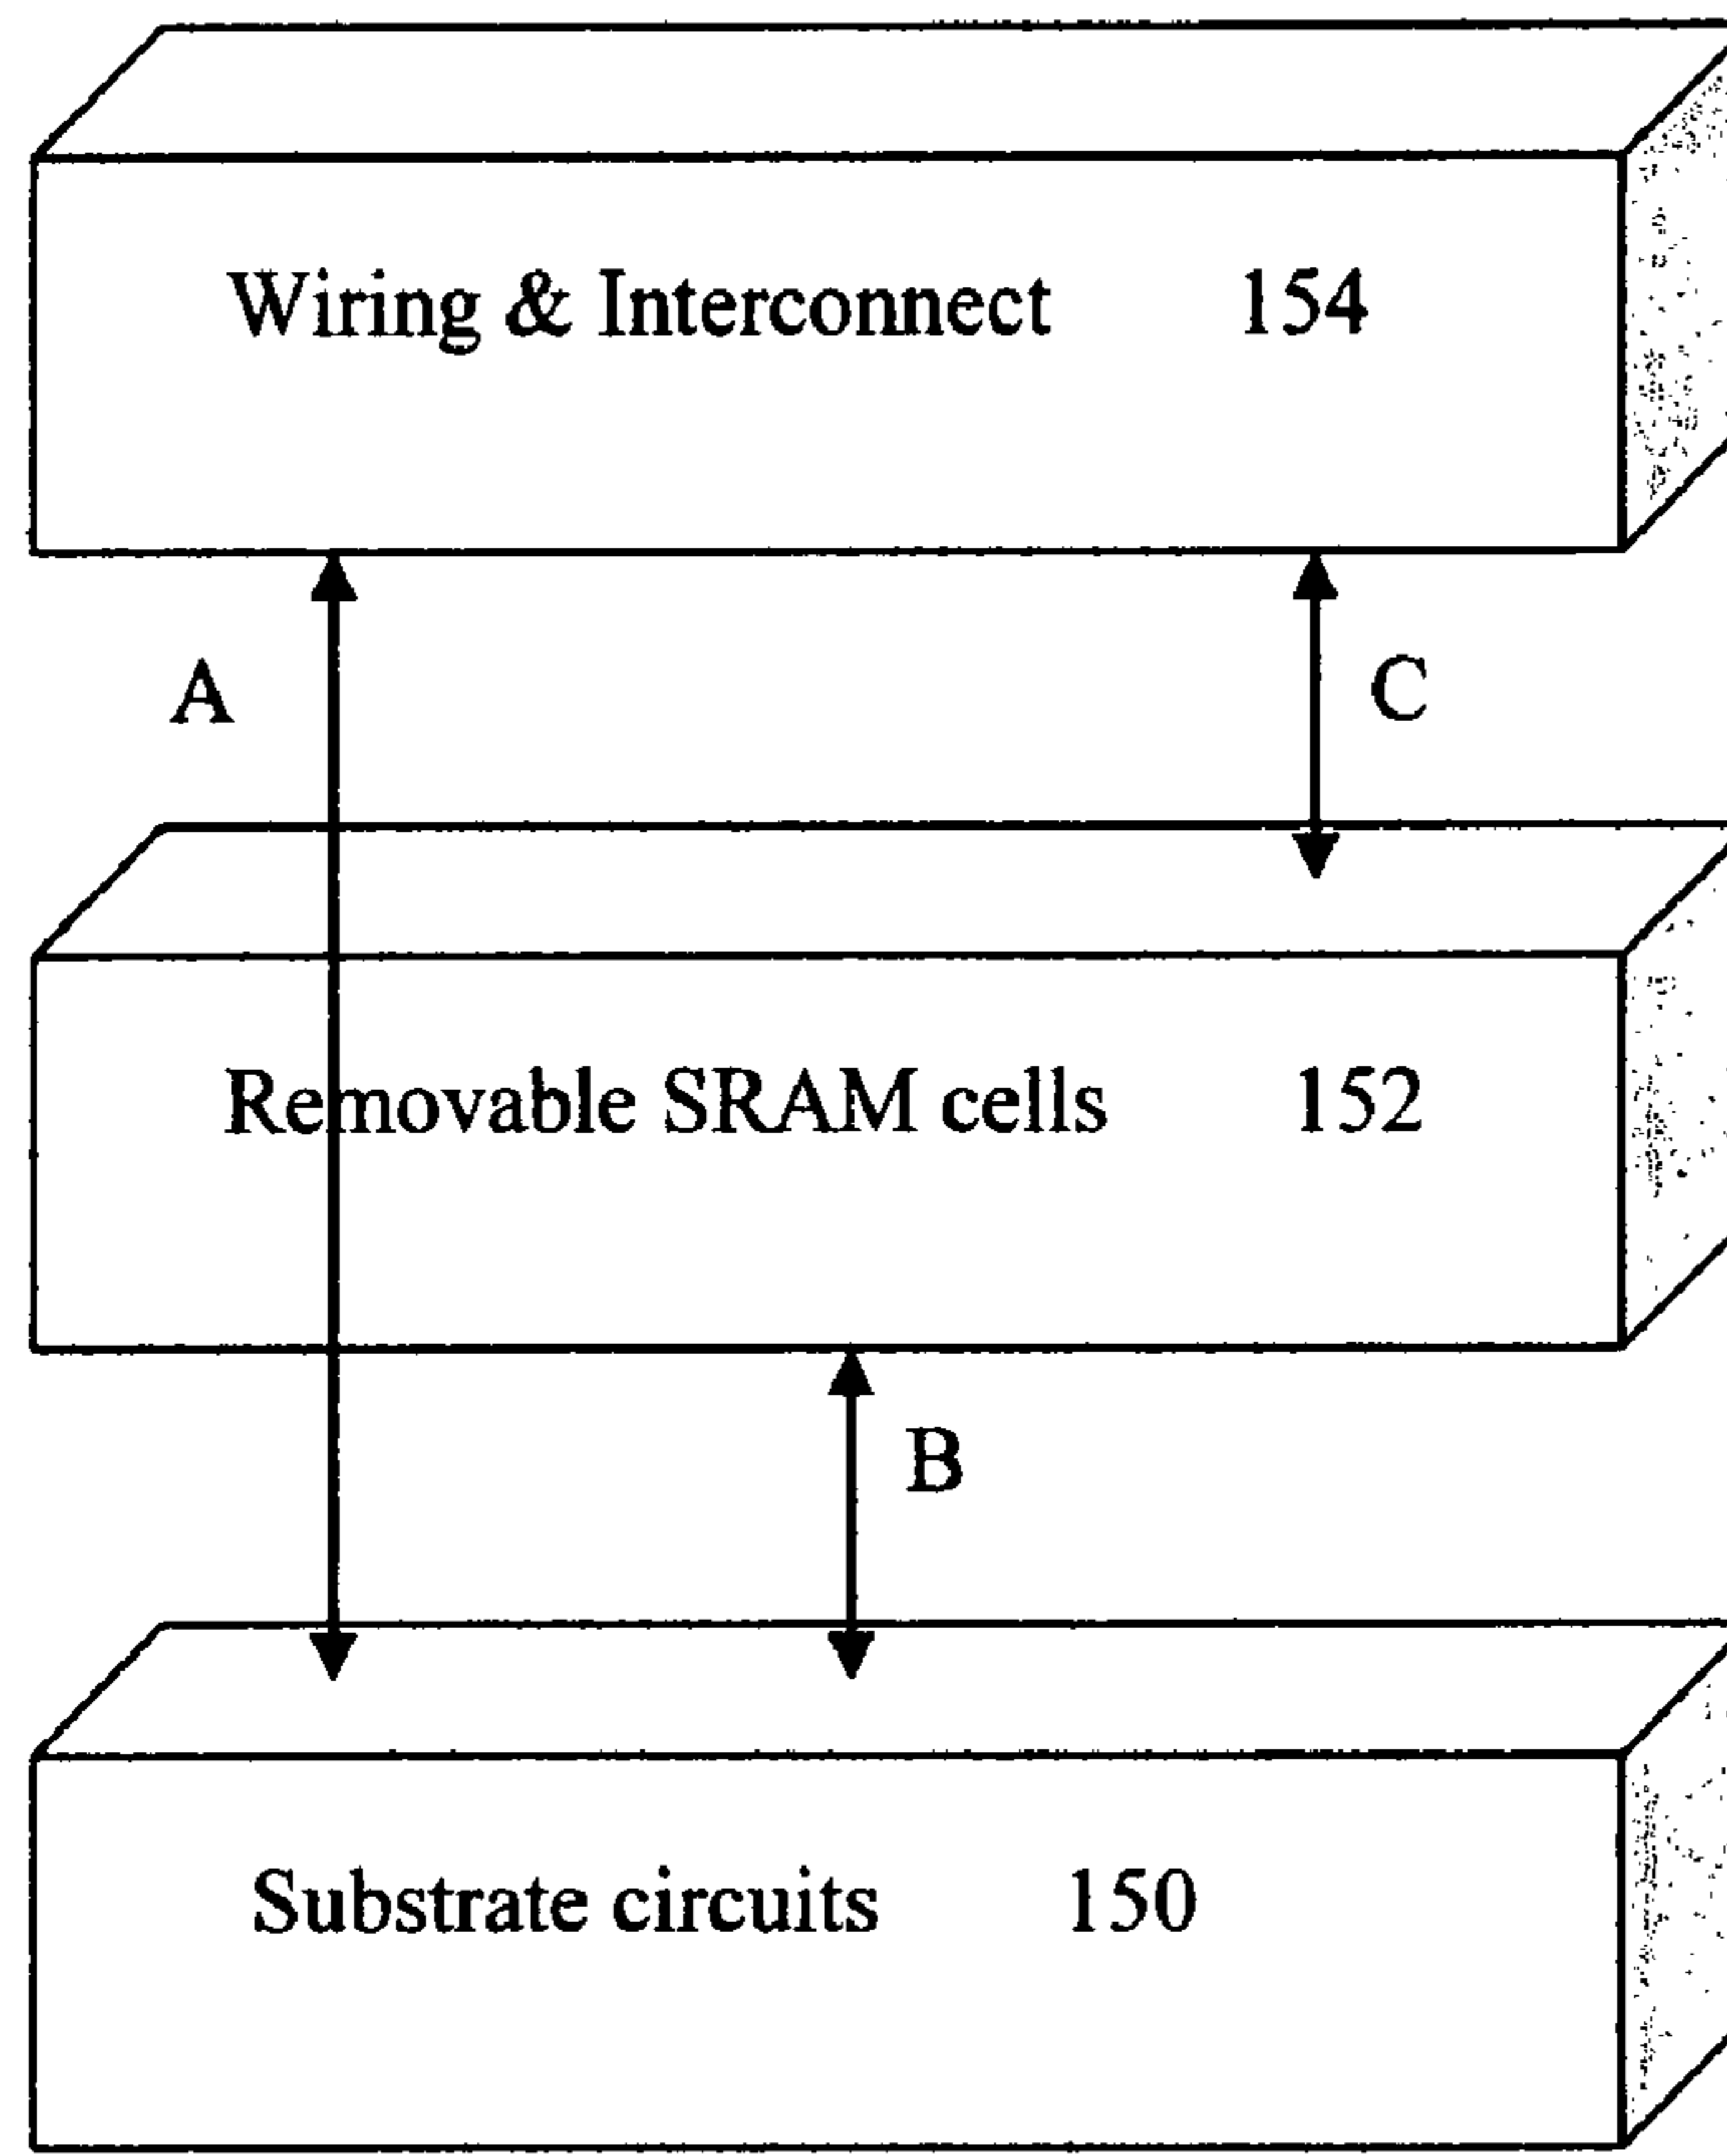 Wiring & Interconnect 154
A
C
Removable SRAM cells 152
B
Substrate circuits 150